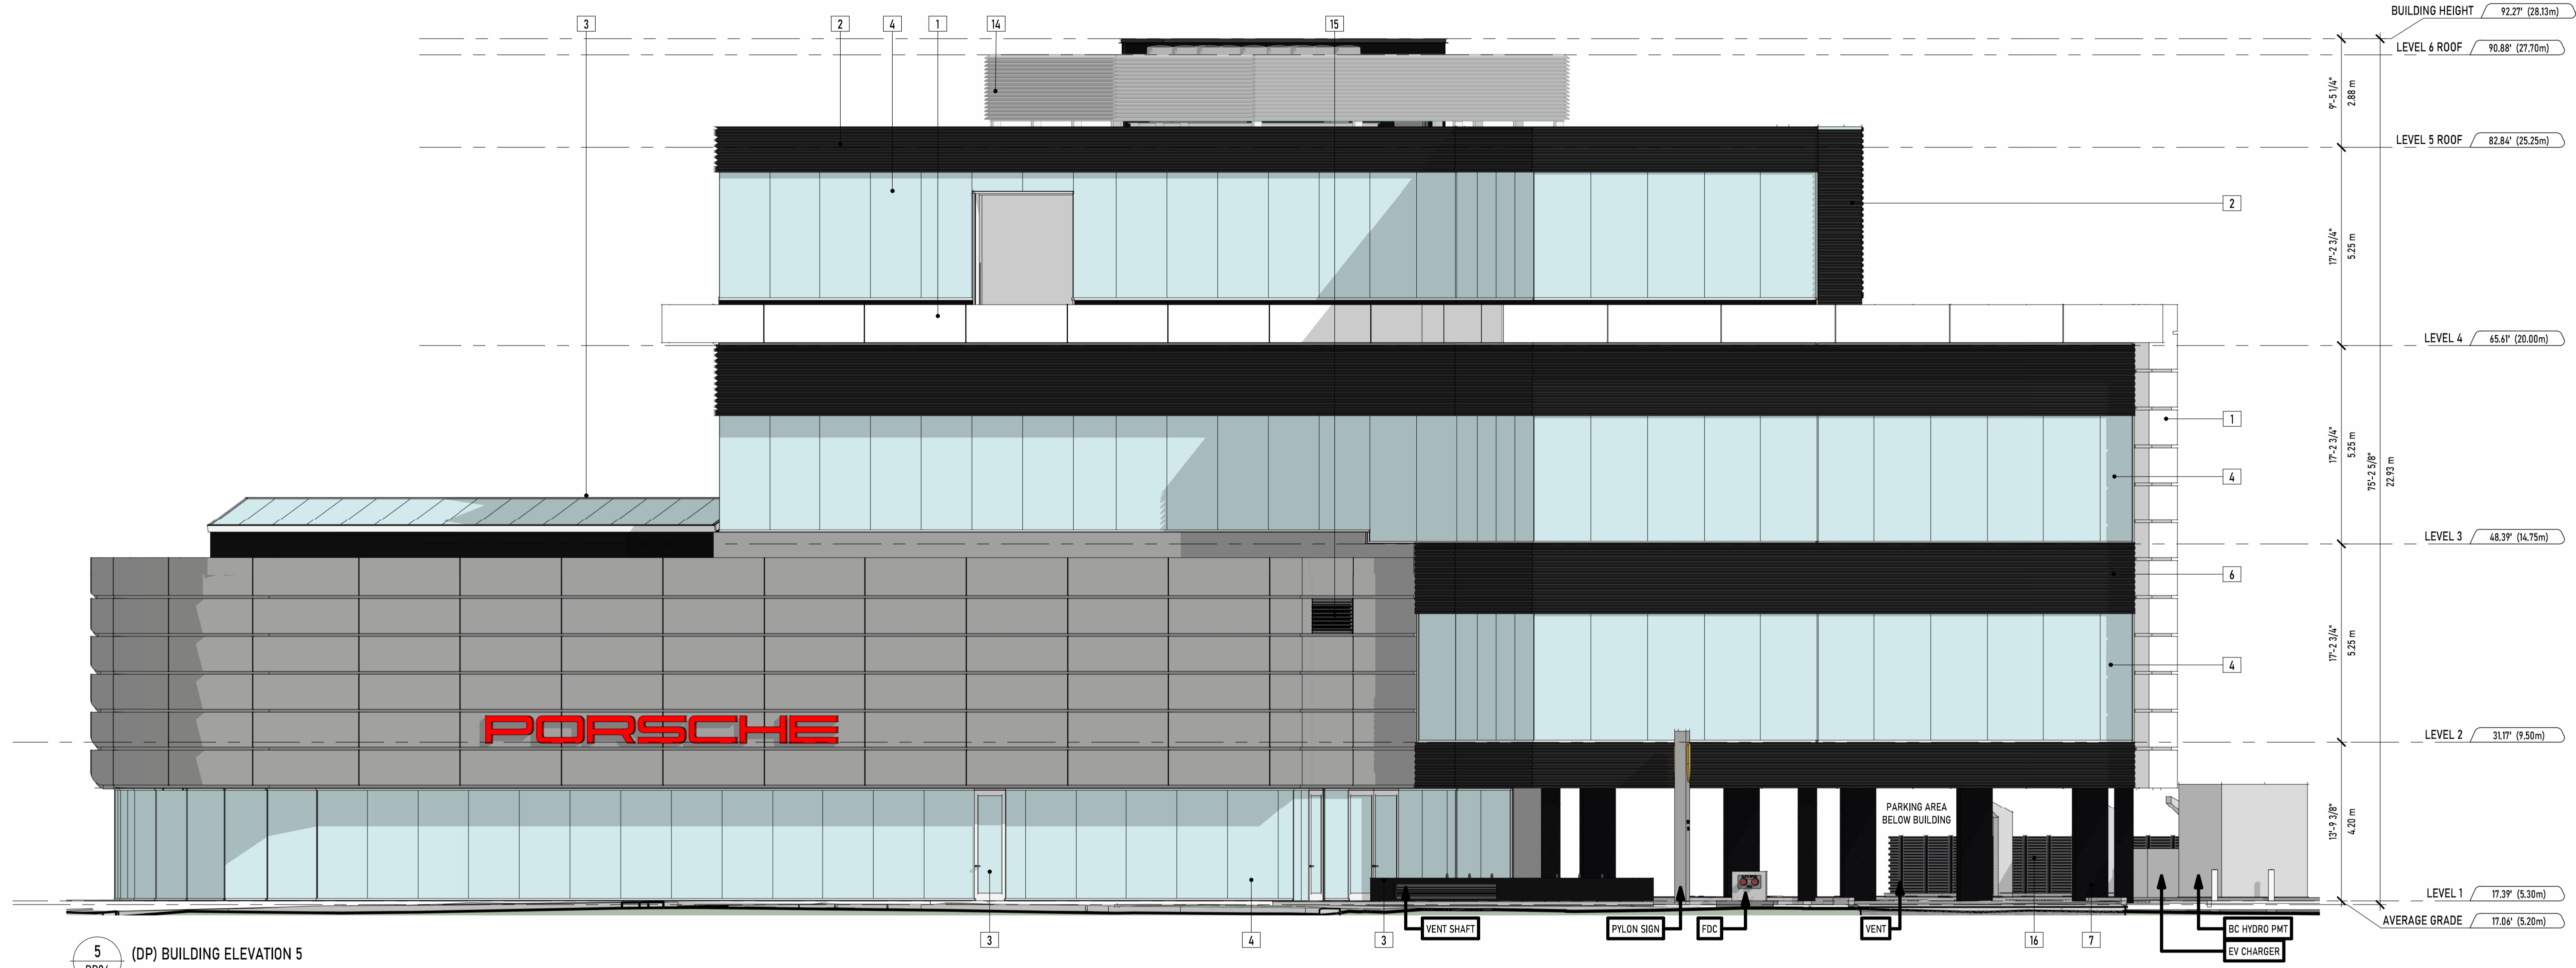 3
2
4
1
14
15
BUILDING HEIGHT 92.27' (28.13m)
LEVEL 6 ROOF 90.88' (27.70m)
9'-5 1/4"
2.88 m
LEVEL 5 ROOF 82.84' (25.25m)
2
17'-2 3/4"
5.25 m
LEVEL 4 65.61' (20.00m)
1
17'-2 3/4"
5.25 m
4
75'-2 5/8"
22.93 m
LEVEL 3 48.39' (14.75m)
6
17'-2 3/4"
5.25 m
4
PORSCHE
LEVEL 2 31.17' (9.50m)
PARKING AREA
BELOW BUILDING
13'-9 3/8"
4.20 m
LEVEL 1 17.39' (5.30m)
AVERAGE GRADE 17.06' (5.20m)
3
4
3
VENT SHAFT
PYLON SIGN
FDC
VENT
16
7
BC HYDRO PMT
EV CHARGER
5
(DP) BUILDING ELEVATION 5